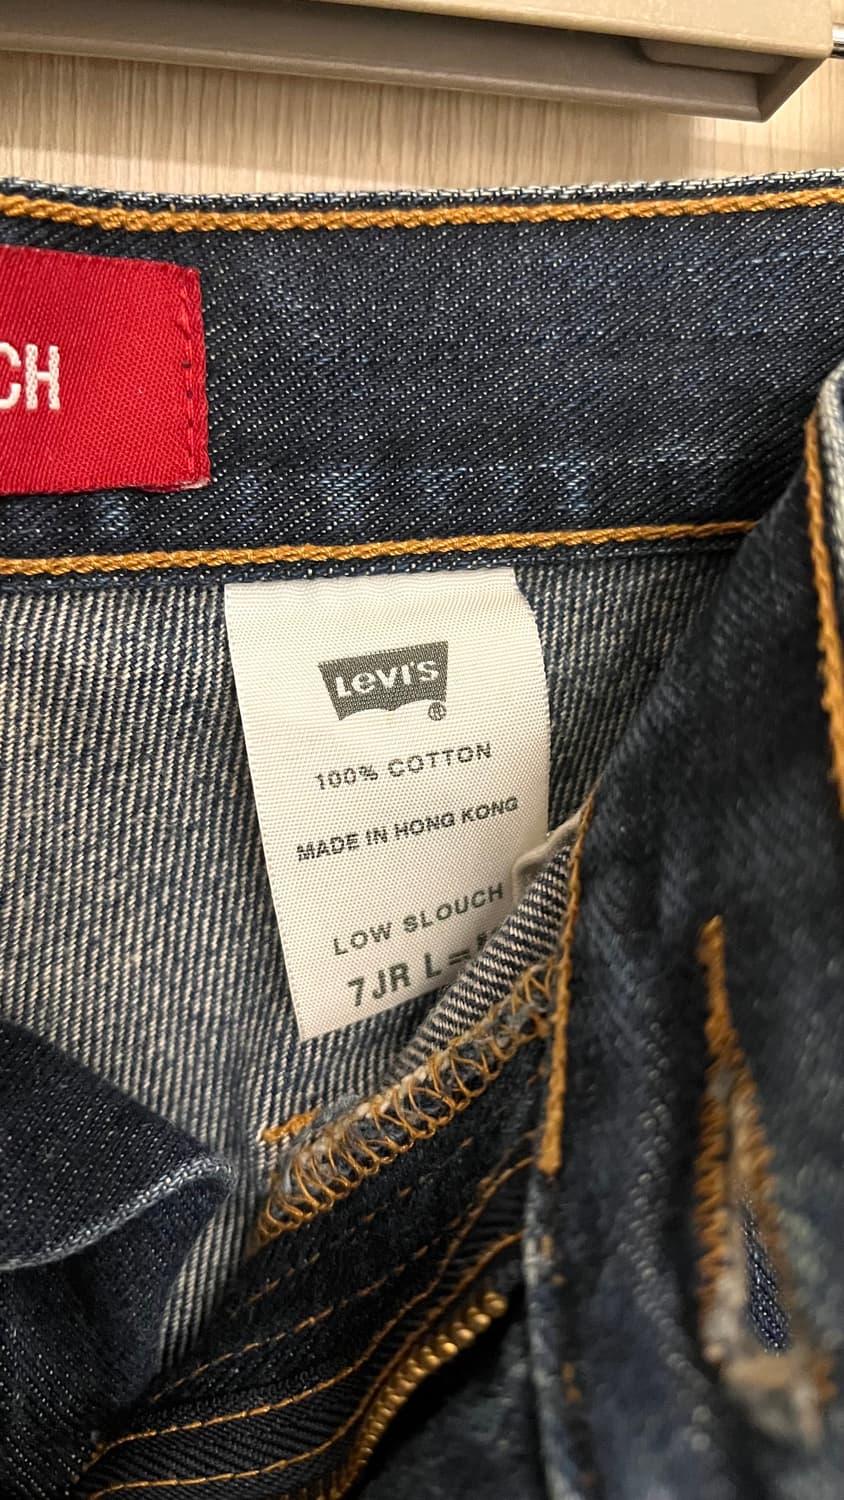 CH
LEVI'S
®
100% COTTON
MADE IN HONG KONG
LOW SLOUCH
7JR L=